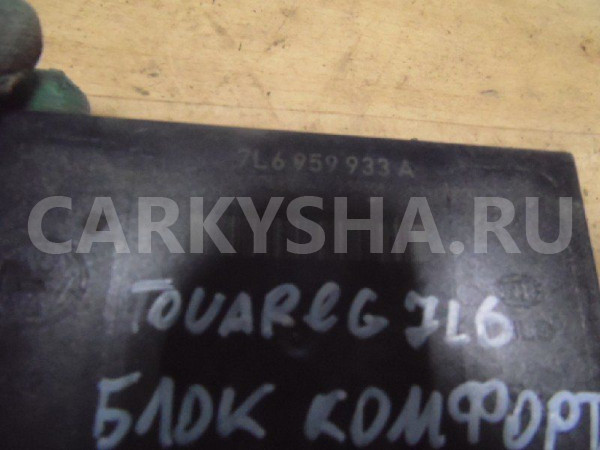 7L6 959 933 A
CARKYSHA.RU
TOUAREG 7L6
БЛОК КОМФОРТ